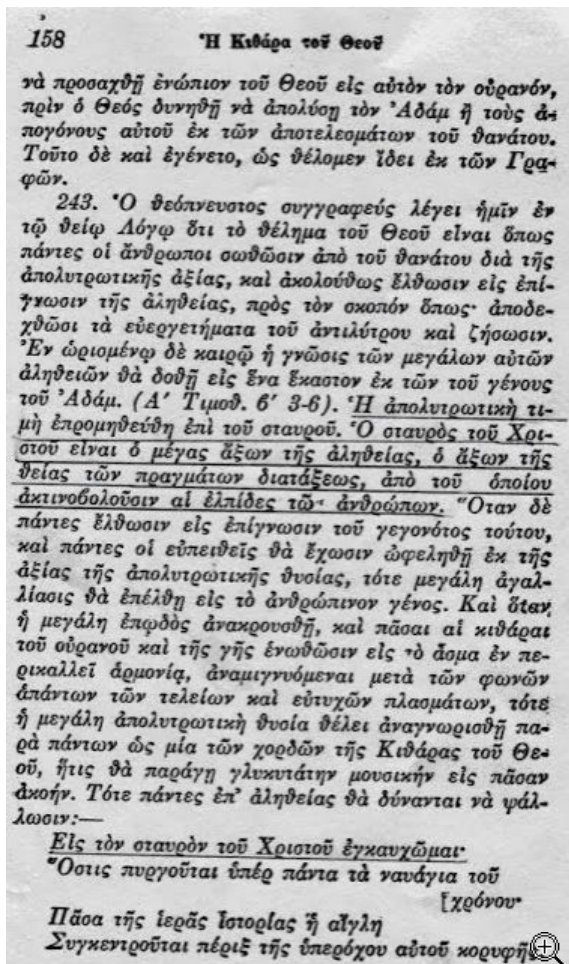 158 Ἡ Κιθάρα τοῦ Θεοῦ
νὰ προσαχθῇ ἐνώπιον τοῦ Θεοῦ εἰς αὐτὸν τὸν οὐρανόν,
πρὶν ὁ Θεός δυνηθῇ νὰ ἀπολύσῃ τὸν Ἀδάμ ἢ τοὺς ἀ-
πογόνους αὐτοῦ ἐκ τῶν ἀποτελεσμάτων τοῦ θανάτου.
Τοῦτο δὲ καὶ ἐγένετο, ὡς θέλομεν ἴδει ἐκ τῶν Γρα-
φῶν.
243. Ὁ θεόπνευστος συγγραφεύς λέγει ἡμῖν ἐν
τῷ θείῳ Λόγῳ ὅτι τὸ θέλημα τοῦ Θεοῦ εἶναι ὅπως
πάντες οἱ ἄνθρωποι σωθῶσιν ἀπὸ τοῦ θανάτου διὰ τῆς
ἀπολυτρωτικῆς ἀξίας, καὶ ἀκολούθως ἔλθωσιν εἰς ἐπί-
γνωσιν τῆς ἀληθείας, πρὸς τὸν σκοπόν ὅπως· ἀποδε-
χθῶσι τὰ εὐεργετήματα τοῦ ἀντιλύτρου καὶ ζήσωσιν.
Ἐν ὡρισμένῳ δὲ καιρῷ ἡ γνῶσις τῶν μεγάλων αὐτῶν
ἀληθειῶν θὰ δοθῇ εἰς ἕνα ἕκαστον ἐκ τῶν τοῦ γένους
τοῦ Ἀδάμ. (Α′ Τιμοθ. 6′ 3-6). Ἡ ἀπολυτρωτικὴ τι-
μὴ ἐπρομηθεύθη ἐπὶ τοῦ σταυροῦ. Ὁ σταυρὸς τοῦ Χρι-
στοῦ εἶναι ὁ μέγας ἄξων τῆς ἀληθείας, ὁ ἄξων τῆς
θείας τῶν πραγμάτων διατάξεως, ἀπὸ τοῦ ὁποίου
ἀκτινοβολοῦσιν αἱ ἐλπίδες τῶν ἀνθρώπων. Ὅταν δὲ
πάντες ἔλθωσιν εἰς ἐπίγνωσιν τοῦ γεγονότος τούτου,
καὶ πάντες οἱ εὐπειθεῖς θὰ ἔχωσιν ὠφεληθῇ ἐκ τῆς
ἀξίας τῆς ἀπολυτρωτικῆς θυσίας, τότε μεγάλη ἀγαλ-
λίασις θὰ ἐπέλθῃ εἰς τὸ ἀνθρώπινον γένος. Καὶ ὅταν
ἡ μεγάλη ἐπῳδὸς ἀνακρουσθῇ, καὶ πᾶσαι αἱ κιθάραι
τοῦ οὐρανοῦ καὶ τῆς γῆς ἑνωθῶσιν εἰς τὸ ἆσμα ἐν πε-
ρικαλλεῖ ἁρμονίᾳ, ἀναμιγνυόμεναι μετὰ τῶν φωνῶν
ἁπάντων τῶν τελείων καὶ εὐτυχῶν πλασμάτων, τότε
ἡ μεγάλη ἀπολυτρωτικὴ θυσία θέλει ἀναγνωρισθῇ πα-
ρὰ πάντων ὡς μία τῶν χορδῶν τῆς Κιθάρας τοῦ Θε-
οῦ, ἥτις θὰ παράγῃ γλυκυτάτην μουσικήν εἰς πᾶσαν
ἀκοήν. Τότε πάντες ἐπ' ἀληθείας θὰ δύνανται νὰ ψάλ-
λωσιν:—
Εἰς τὸν σταυρὸν τοῦ Χριστοῦ ἐγκαυχῶμαι·
Ὅστις πυργοῦται ὑπέρ πάντα τὰ ναυάγια τοῦ
[χρόνου·
Πᾶσα τῆς ἱερᾶς ἱστορίας ἡ αἴγλη
Συγκεντροῦται πέριξ τῆς ὑπερόχου αὐτοῦ κορυφῆς